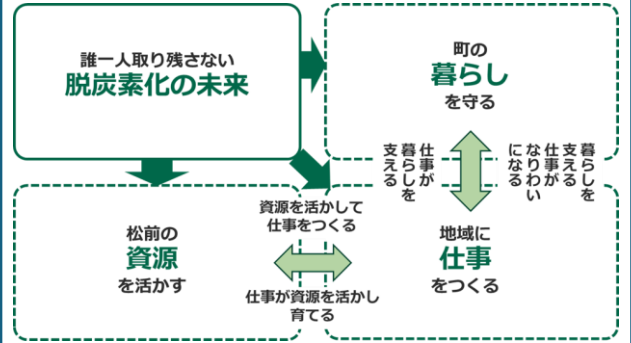 誰一人取り残さない
脱炭素化の未来
町の
暮らし
を守る
仕事が
暮らしを
支える
暮らしを
支える
仕事が
なりわい
になる
松前の
資源
を活かす
資源を活かして
仕事をつくる
仕事が資源を活かし
育てる
地域に
仕事
をつくる